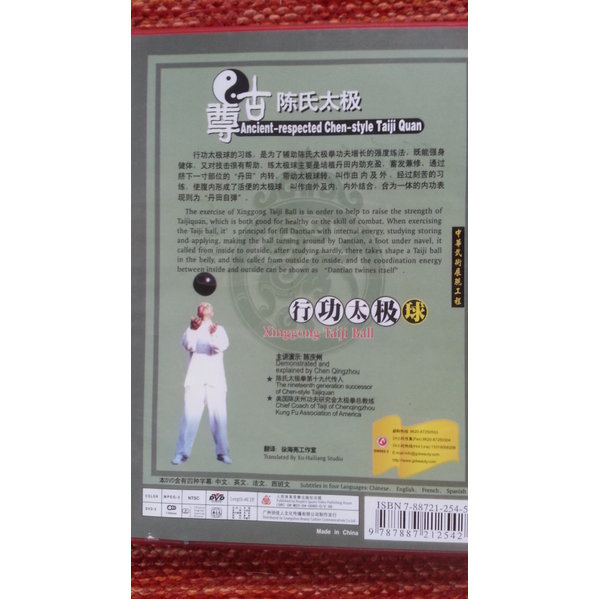 尊古
陈氏太极
Ancient-respected Chen-style Taiji Quan
行功太极球的习练，是为了辅助陈氏太极拳功夫增长的强度练法，既能强身
健体，又对技击很有帮助，练太极球主要是培植丹田内劲充盈，蓄发兼修，通过
脐下一寸部位的“丹田”内转，带动太极球转，叫作由内及外，经过刻苦的习
练，使腹内形成了活便的太极球，叫作由外及内，内外结合，合为一体的内功表
现则为“丹田自弹”．
The exercise of Xinggong Taiji Ball is in order to help to raise the strength of
Taijiquan, which is both good for healthy or the skill of combat. When exercising
the Taiji ball, it' s principal for fill Dantian with internal energy, studying storing
and applying, making the ball turning around by Dantian, a foot under navel, it
called from inside to outside, after studying hardly, there takes shape a Taiji ball
in the belly, and this called from outside to inside, and the coordination energy
between inside and outside can be shown as “Dantian twines itself”.
中華武術展現工程
行功太极球
Xinggong Taiji Ball
主讲演示：陈庆州
Demonstrated and
explained by Chen Qingzhou
★ 陈氏太极拳第十九代传人
The nineteenth generation successor
of Chen-style Taijiquan
★ 美国陈庆州功夫研究会太极拳总教练
Chief Coach of Taiji of Chenqingzhou
Kung Fu Association of America
翻译：徐海亮工作室
Translated by Xu-Hailiang Studio
本DVD含有四种字幕：中文、英文、法文、西班文
Subtitles in four Languages: Chinese, English, French, Spanish
COLOR
MPEG-2
NTSC
DVD
Made in China
ISBN 7-88721-254-5
9 787887 212542